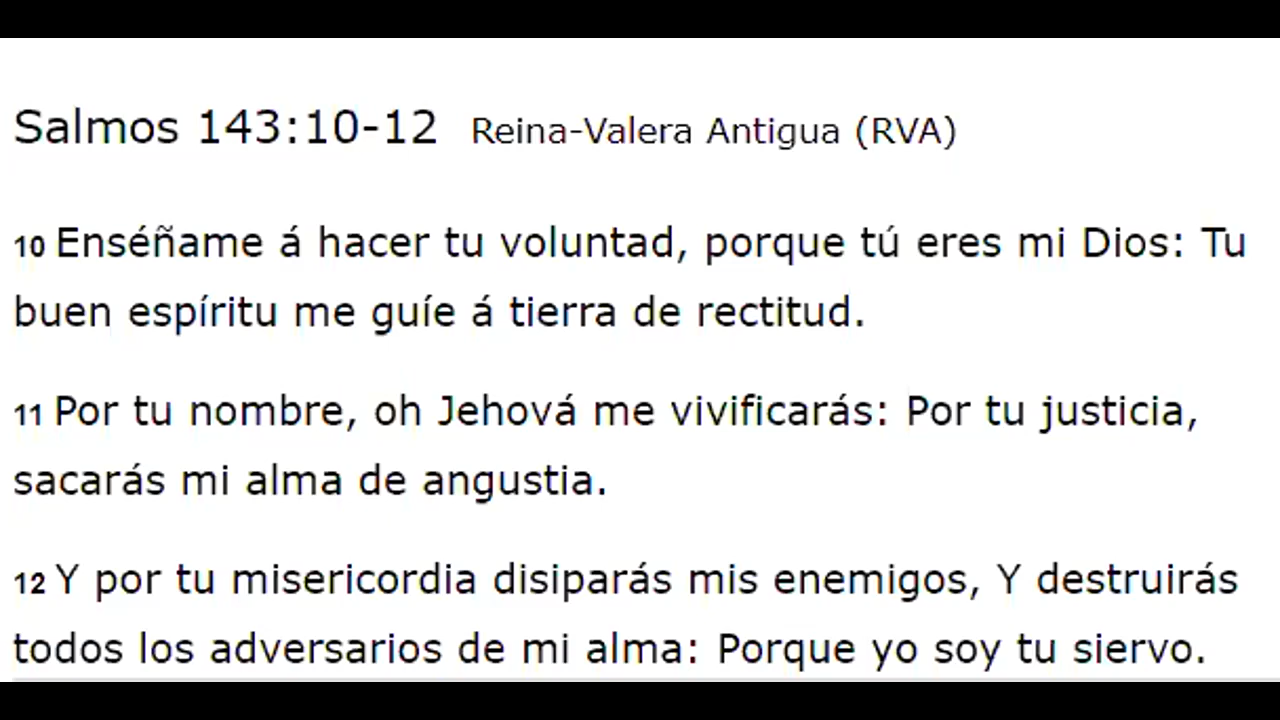 Salmos 143:10-12 Reina-Valera Antigua (RVA)
10 Enséñame á hacer tu voluntad, porque tú eres mi Dios: Tu
buen espíritu me guíe á tierra de rectitud.
11 Por tu nombre, oh Jehová me vivificarás: Por tu justicia,
sacarás mi alma de angustia.
12 Y por tu misericordia disiparás mis enemigos, Y destruirás
todos los adversarios de mi alma: Porque yo soy tu siervo.